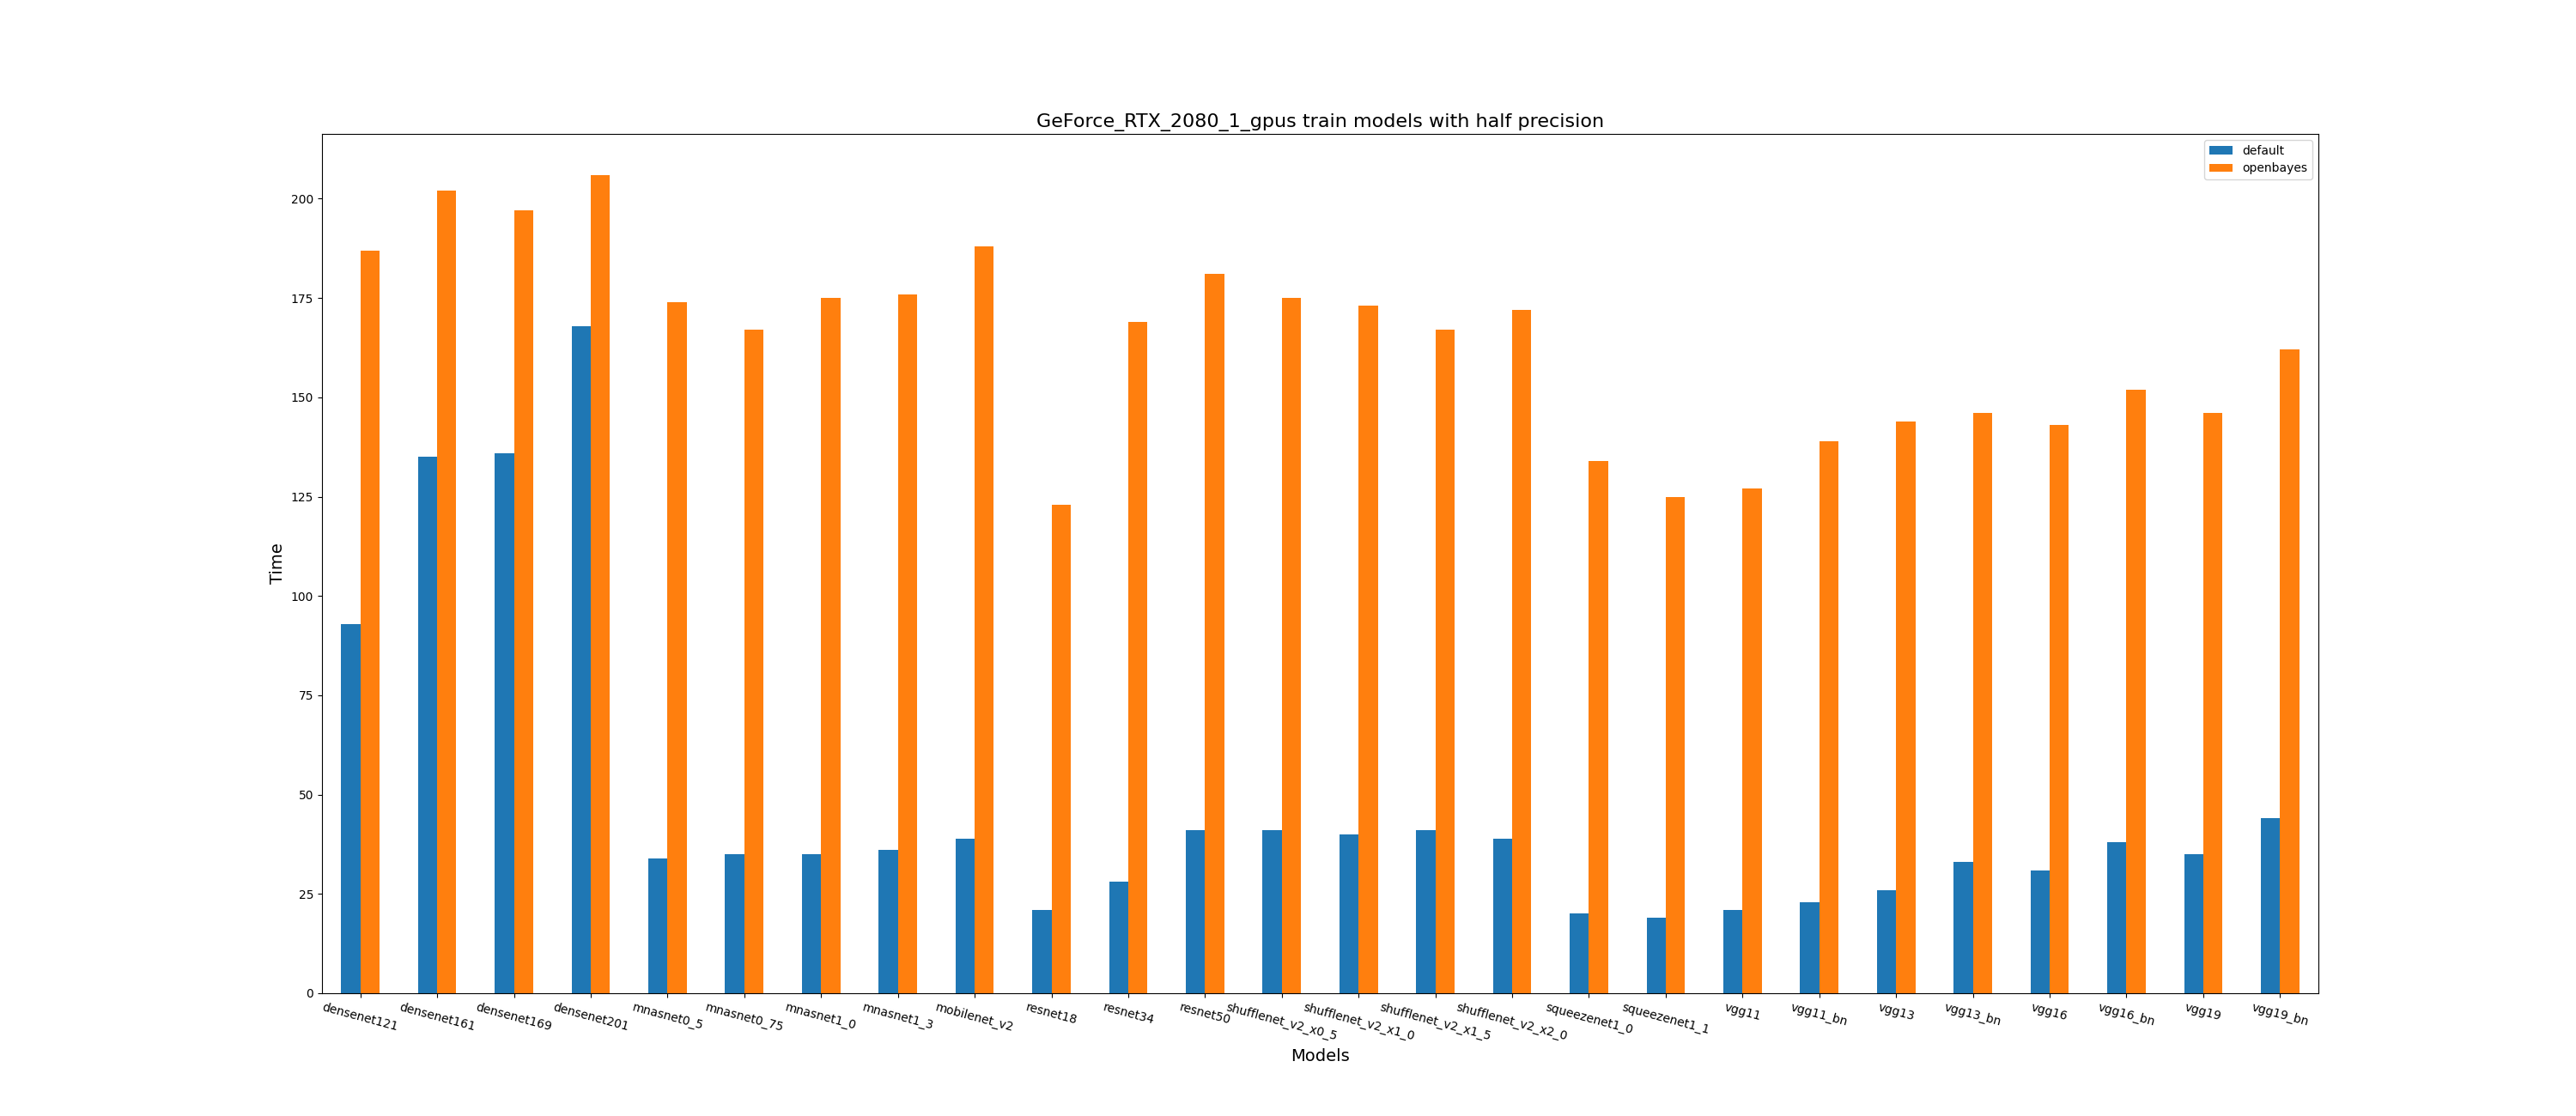 GeForce_RTX_2080_1_gpus train models with half precision
default
openbayes
200
175
150
125
100
75
50
25
0
Time
densenet121
densenet161
densenet169
densenet201
mnasnet0_5
mnasnet0_75
mnasnet1_0
mnasnet1_3
mobilenet_v2
resnet18
resnet34
resnet50
shufflenet_v2_x0_5
shufflenet_v2_x1_0
shufflenet_v2_x1_5
shufflenet_v2_x2_0
squeezenet1_0
squeezenet1_1
vgg11
vgg11_bn
vgg13
vgg13_bn
vgg16
vgg16_bn
vgg19
vgg19_bn
Models